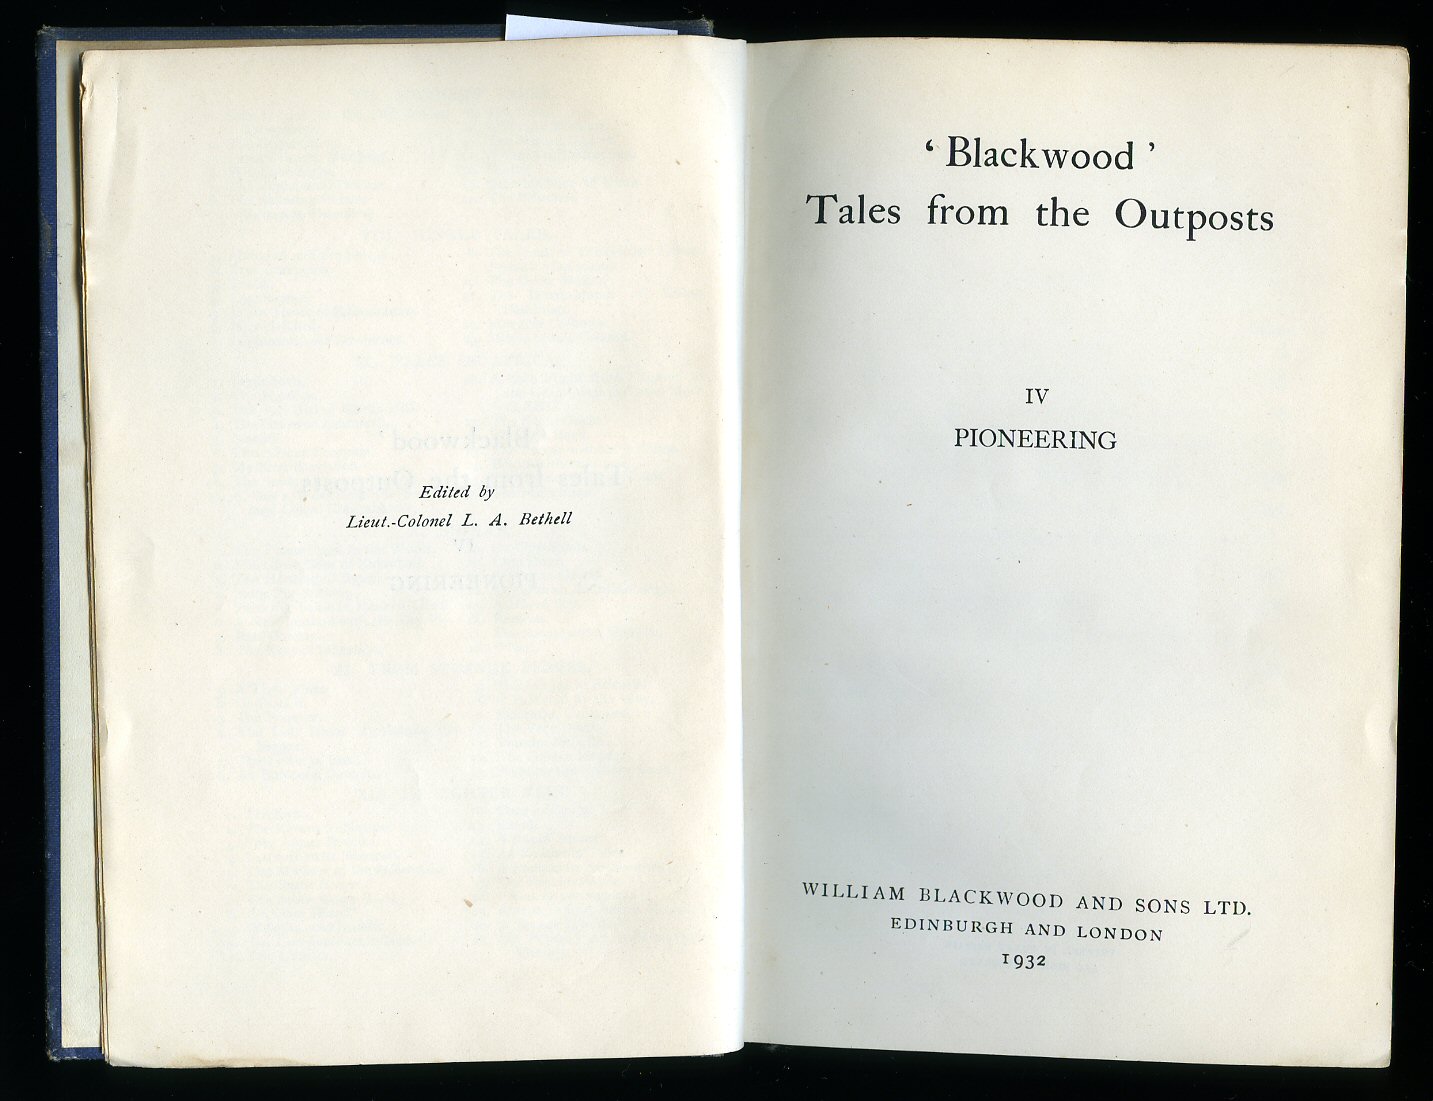 Edited by
Lieut.-Colonel L. A. Bethell
‘ Blackwood ’
Tales from the Outposts
IV
PIONEERING
WILLIAM BLACKWOOD AND SONS LTD.
EDINBURGH AND LONDON
1932